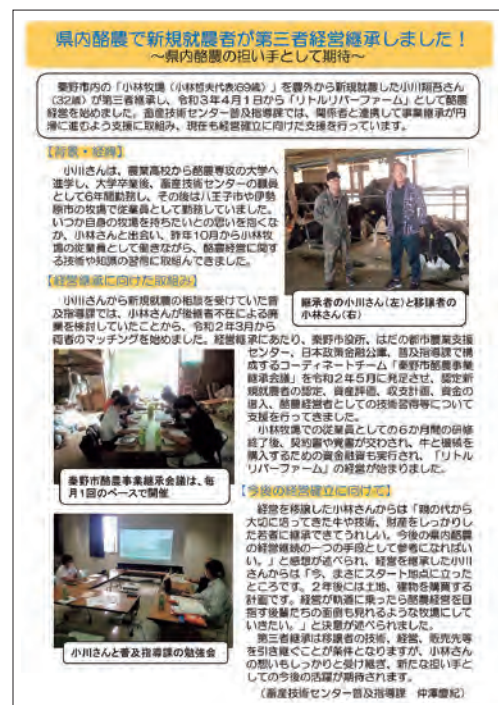 県内酪農で新規就農者が第三者経営継承しました！
～県内酪農の担い手として期待～
秦野市内の「小林牧場（小林哲夫代表69歳）」を農外から新規就農した小川翔吾さん
（32歳）が第三者継承し、令和3年4月1日から「リトルリバーファーム」として酪農
経営を始めました。畜産技術センター普及指導課では、関係者と連携して事業継承が円
滑に進むよう支援に取組み、現在も経営確立に向けた支援を行っています。
【背景・経緯】
小川さんは、農業高校から酪農専攻の大学へ
進学し、大学卒業後、畜産技術センターの職員
として6年間勤務し、その後は八王子市や伊勢
原市の牧場で従業員として勤務していました。
いつか自身の牧場を持ちたいとの思いを抱くな
か、小林さんと出会い、昨年10月から小林牧
場の従業員として働きながら、酪農経営に関す
る技術や知識の習得に取組んできました。
継承者の小川さん（左）と移譲者の
小林さん（右）
【経営継承に向けた取組み】
小川さんから新規就農の相談を受けていた普
及指導課では、小林さんが後継者不在による廃
業を検討していたことから、令和2年3月から
両者のマッチングを始めました。経営継承にあたり、秦野市役所、はだの都市農業支援
センター、日本政策金融公庫、普及指導課で構
成するコーディネートチーム「秦野市酪農事業
継承会議」を令和2年5月に発足させ、認定新
規就農者の認定、資産評価、収支計画、資金の
借入、酪農経営者としての技術習得等について
支援を行ってきました。
小林牧場での従業員としての6か月間の研修
終了後、契約書や覚書が交わされ、牛と機械を
購入するための資金融資も実行され、「リトル
リバーファーム」の経営が始まりました。
秦野市酪農事業継承会議は、毎
月1回のペースで開催
【今後の経営確立に向けて】
経営を移譲した小林さんからは「親の代から
大切に培ってきた牛や技術、財産をしっかりし
た若者に継承できてうれしい。今後の県内酪農
の経営継続の一つの手段として参考になればい
い。」と感想が述べられ、経営を継承した小川
さんからは「今、まさにスタート地点に立った
ところです。2年後には土地、建物を購買する
計画です。経営が軌道に乗ったら酪農経営を目
指す後輩たちの面倒も見れるような牧場にして
いきたい。」と決意が述べられました。
第三者継承は移譲者の技術、経営、販売先等
を引き継ぐことが条件となりますが、小林さん
の想いもしっかりと受け継ぎ、新たな担い手とし
ての今後の活躍が期待されます。
（畜産技術センター普及指導課　仲澤慶紀）
小川さんと普及指導課の勉強会